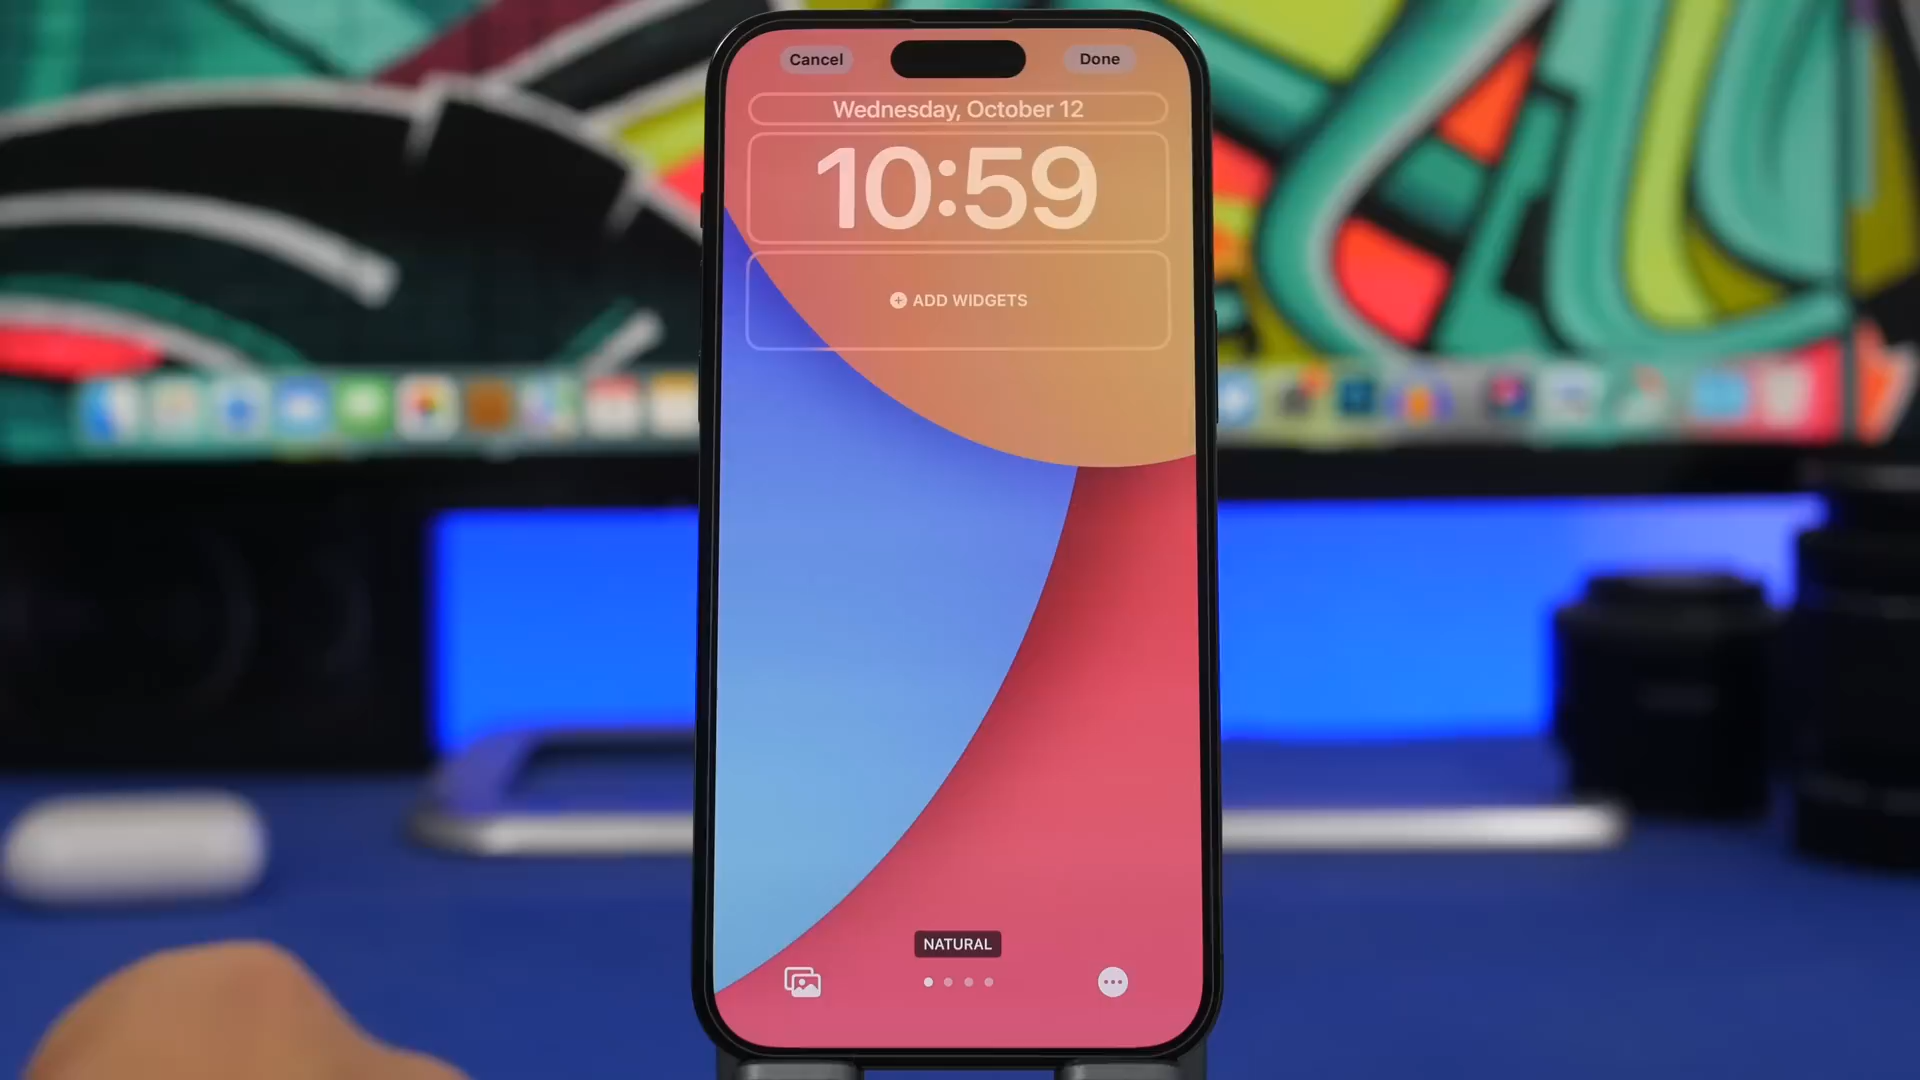 Cancel
Done
Wednesday, October 12
10:59
ADD WIDGETS
NATURAL